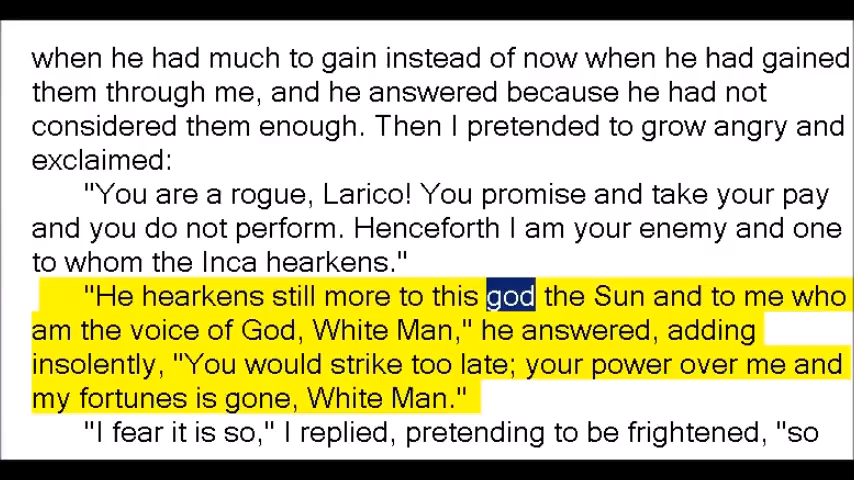 when he had much to gain instead of now when he had gained
them through me, and he answered because he had not
considered them enough. Then I pretended to grow angry and
exclaimed:
"You are a rogue, Larico! You promise and take your pay
and you do not perform. Henceforth I am your enemy and one
to whom the Inca hearkens."
"He hearkens still more to this god the Sun and to me who
am the voice of God, White Man," he answered, adding
insolently, "You would strike too late; your power over me and
my fortunes is gone, White Man."
"I fear it is so," I replied, pretending to be frightened, "so